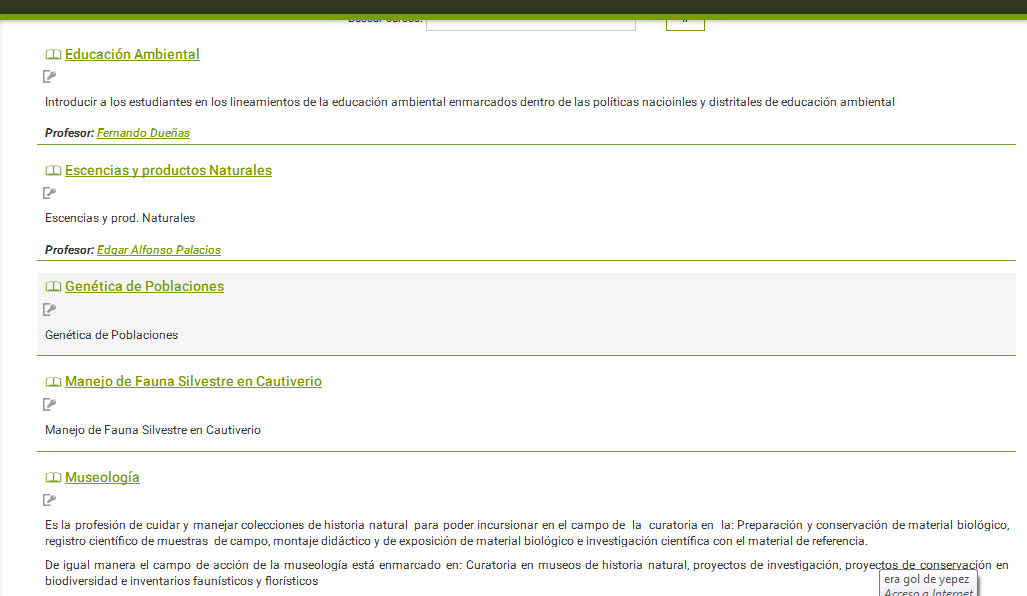 Buscar cursos:
Ir
Educación Ambiental
Introducir a los estudiantes en los lineamientos de la educación ambiental enmarcados dentro de las políticas nacioinles y distritales de educación ambiental
Profesor: Fernando Dueñas
Escencias y productos Naturales
Escencias y prod. Naturales
Profesor: Edgar Alfonso Palacios
Genética de Poblaciones
Genética de Poblaciones
Manejo de Fauna Silvestre en Cautiverio
Manejo de Fauna Silvestre en Cautiverio
Museología
Es la profesión de cuidar y manejar colecciones de historia natural para poder incursionar en el campo de la curatoria en la: Preparación y conservación de material biológico,
registro científico de muestras de campo, montaje didáctico y de exposición de material biológico e investigación científica con el material de referencia.
De igual manera el campo de acción de la museología está enmarcado en: Curatoria en museos de historia natural, proyectos de investigación, proyectos de conservación en
biodiversidad e inventarios faunísticos y florísticos
era gol de yepez
Acceso a Internet